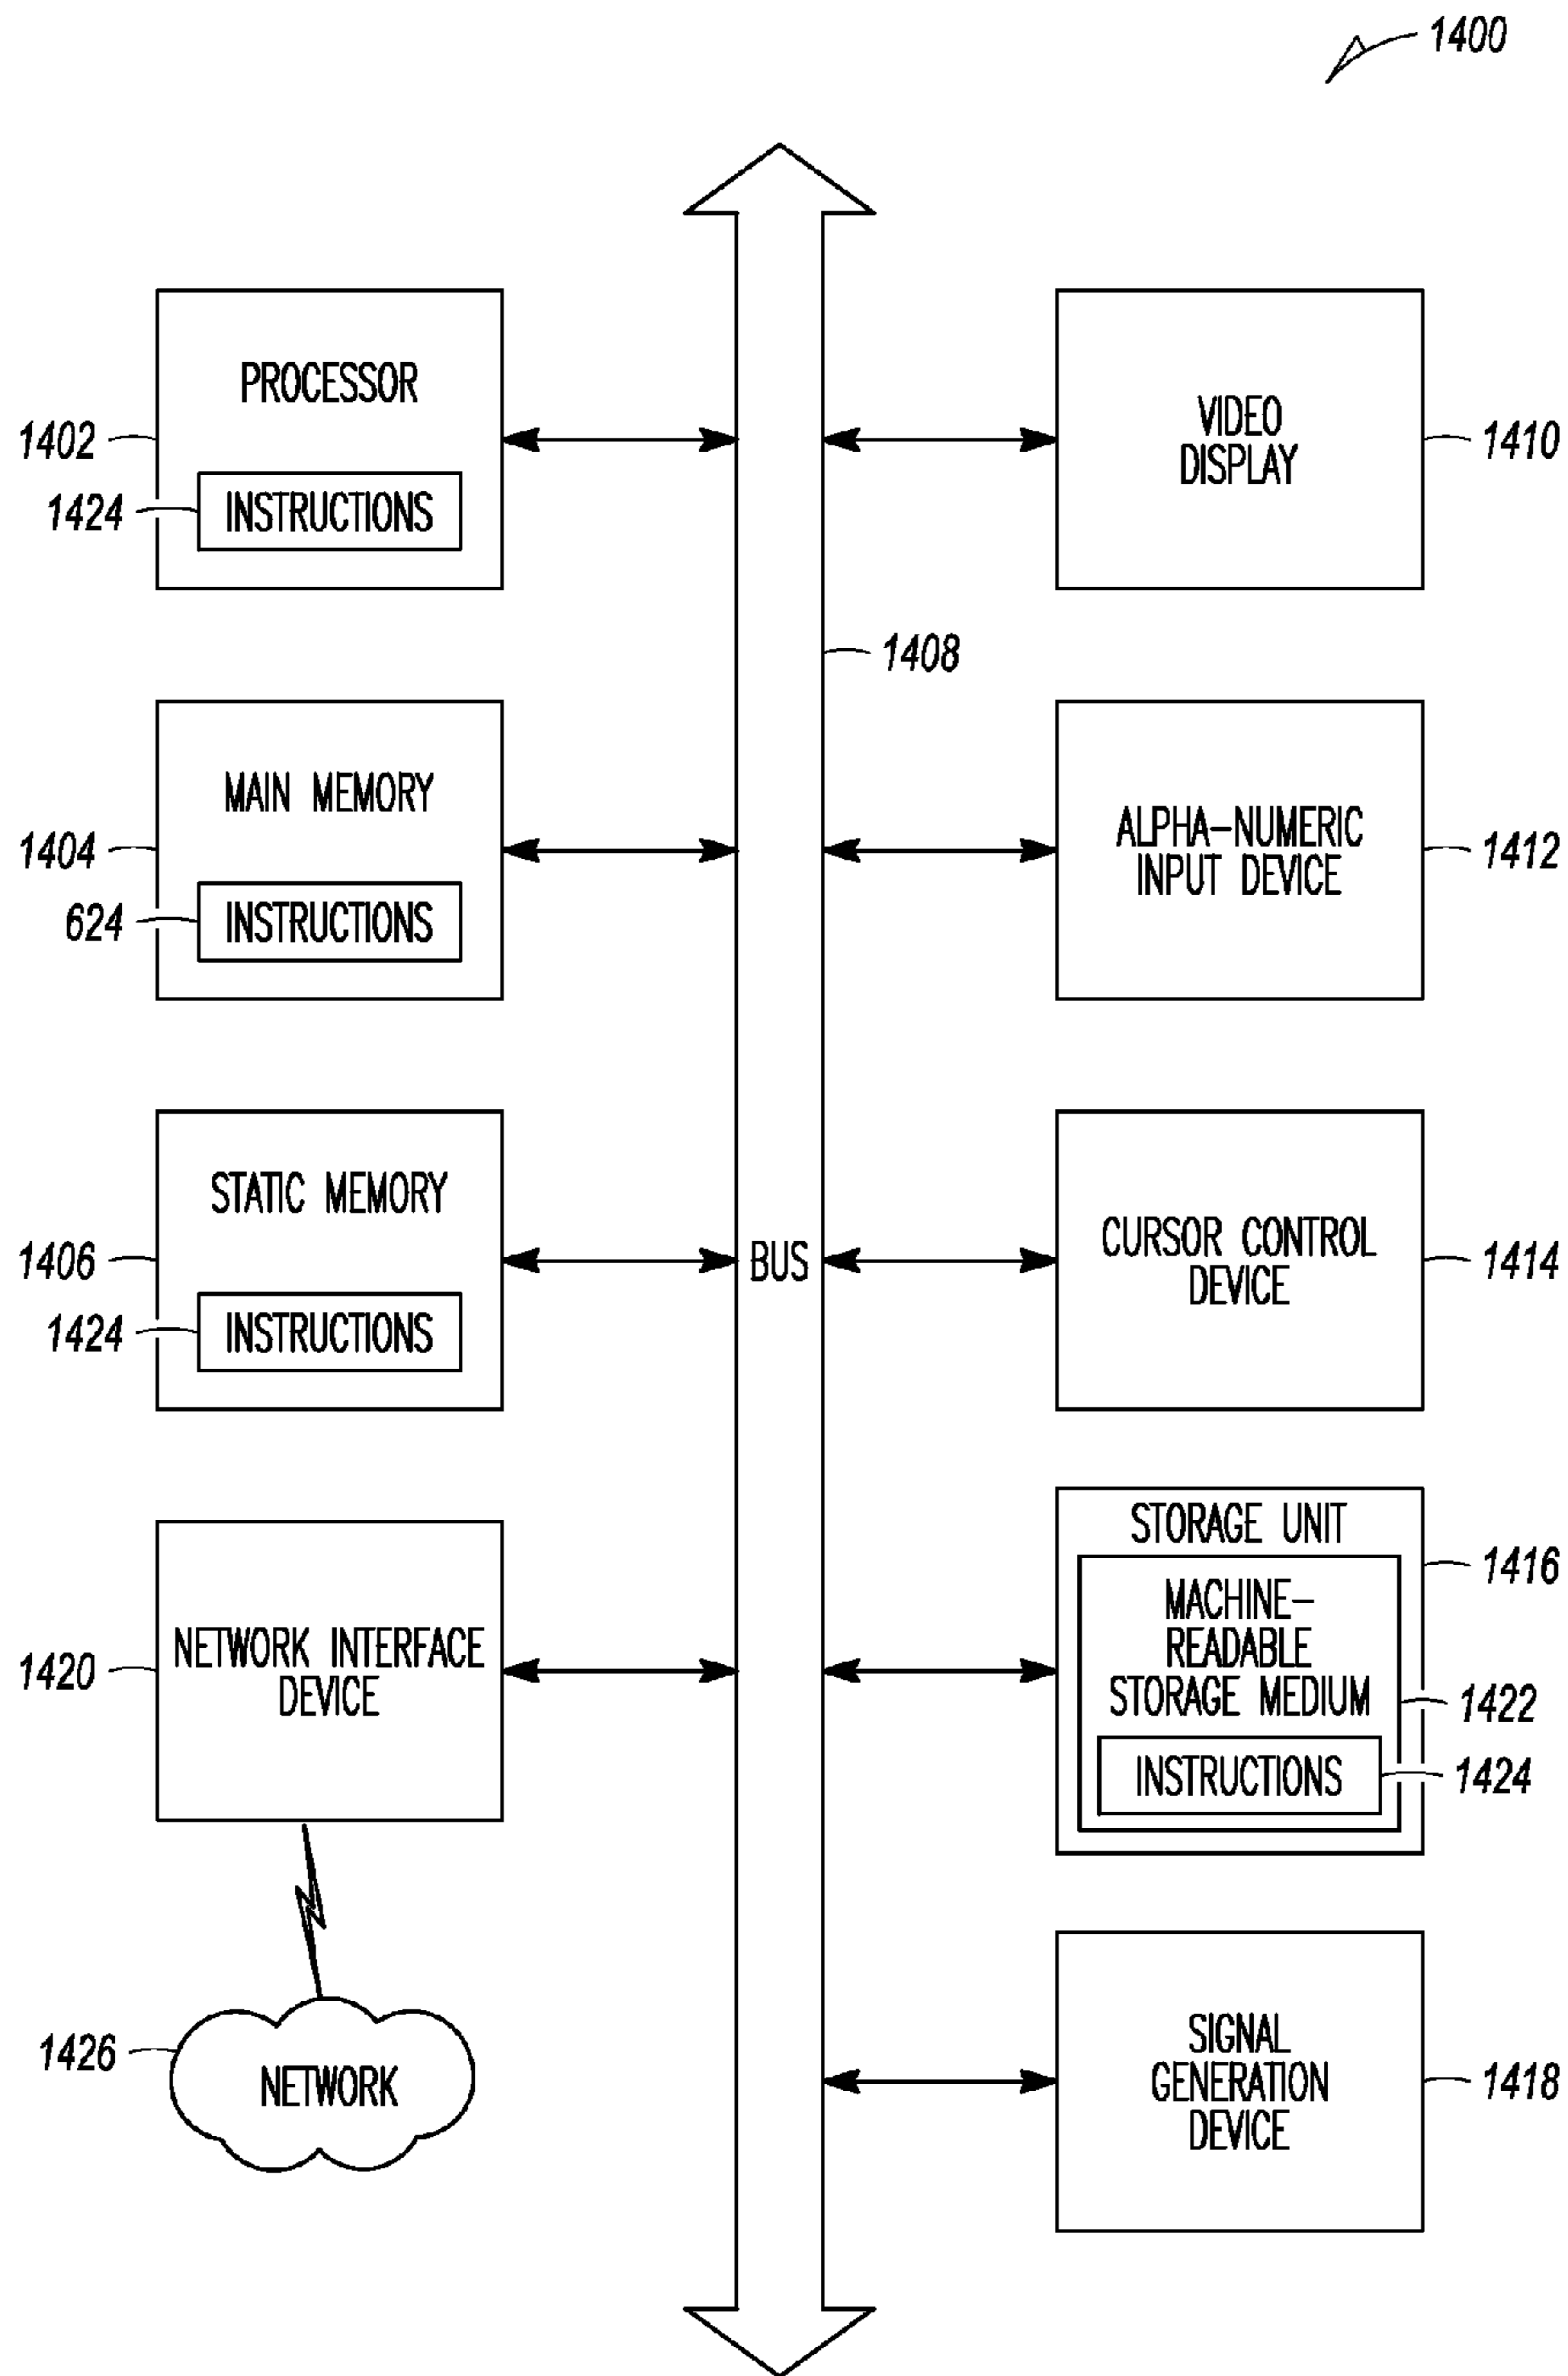 1400
PROCESSOR
1402
1424
INSTRUCTIONS
VIDEO
DISPLAY
1410
1408
MAIN MEMORY
1404
624
INSTRUCTIONS
ALPHA-NUMERIC
INPUT DEVICE
1412
STATIC MEMORY
1406
1424
INSTRUCTIONS
BUS
CURSOR CONTROL
DEVICE
1414
NETWORK INTERFACE
DEVICE
1420
STORAGE UNIT
1416
MACHINE-
READABLE
STORAGE MEDIUM
1422
INSTRUCTIONS
1424
1426
NETWORK
SIGNAL
GENERATION
DEVICE
1418